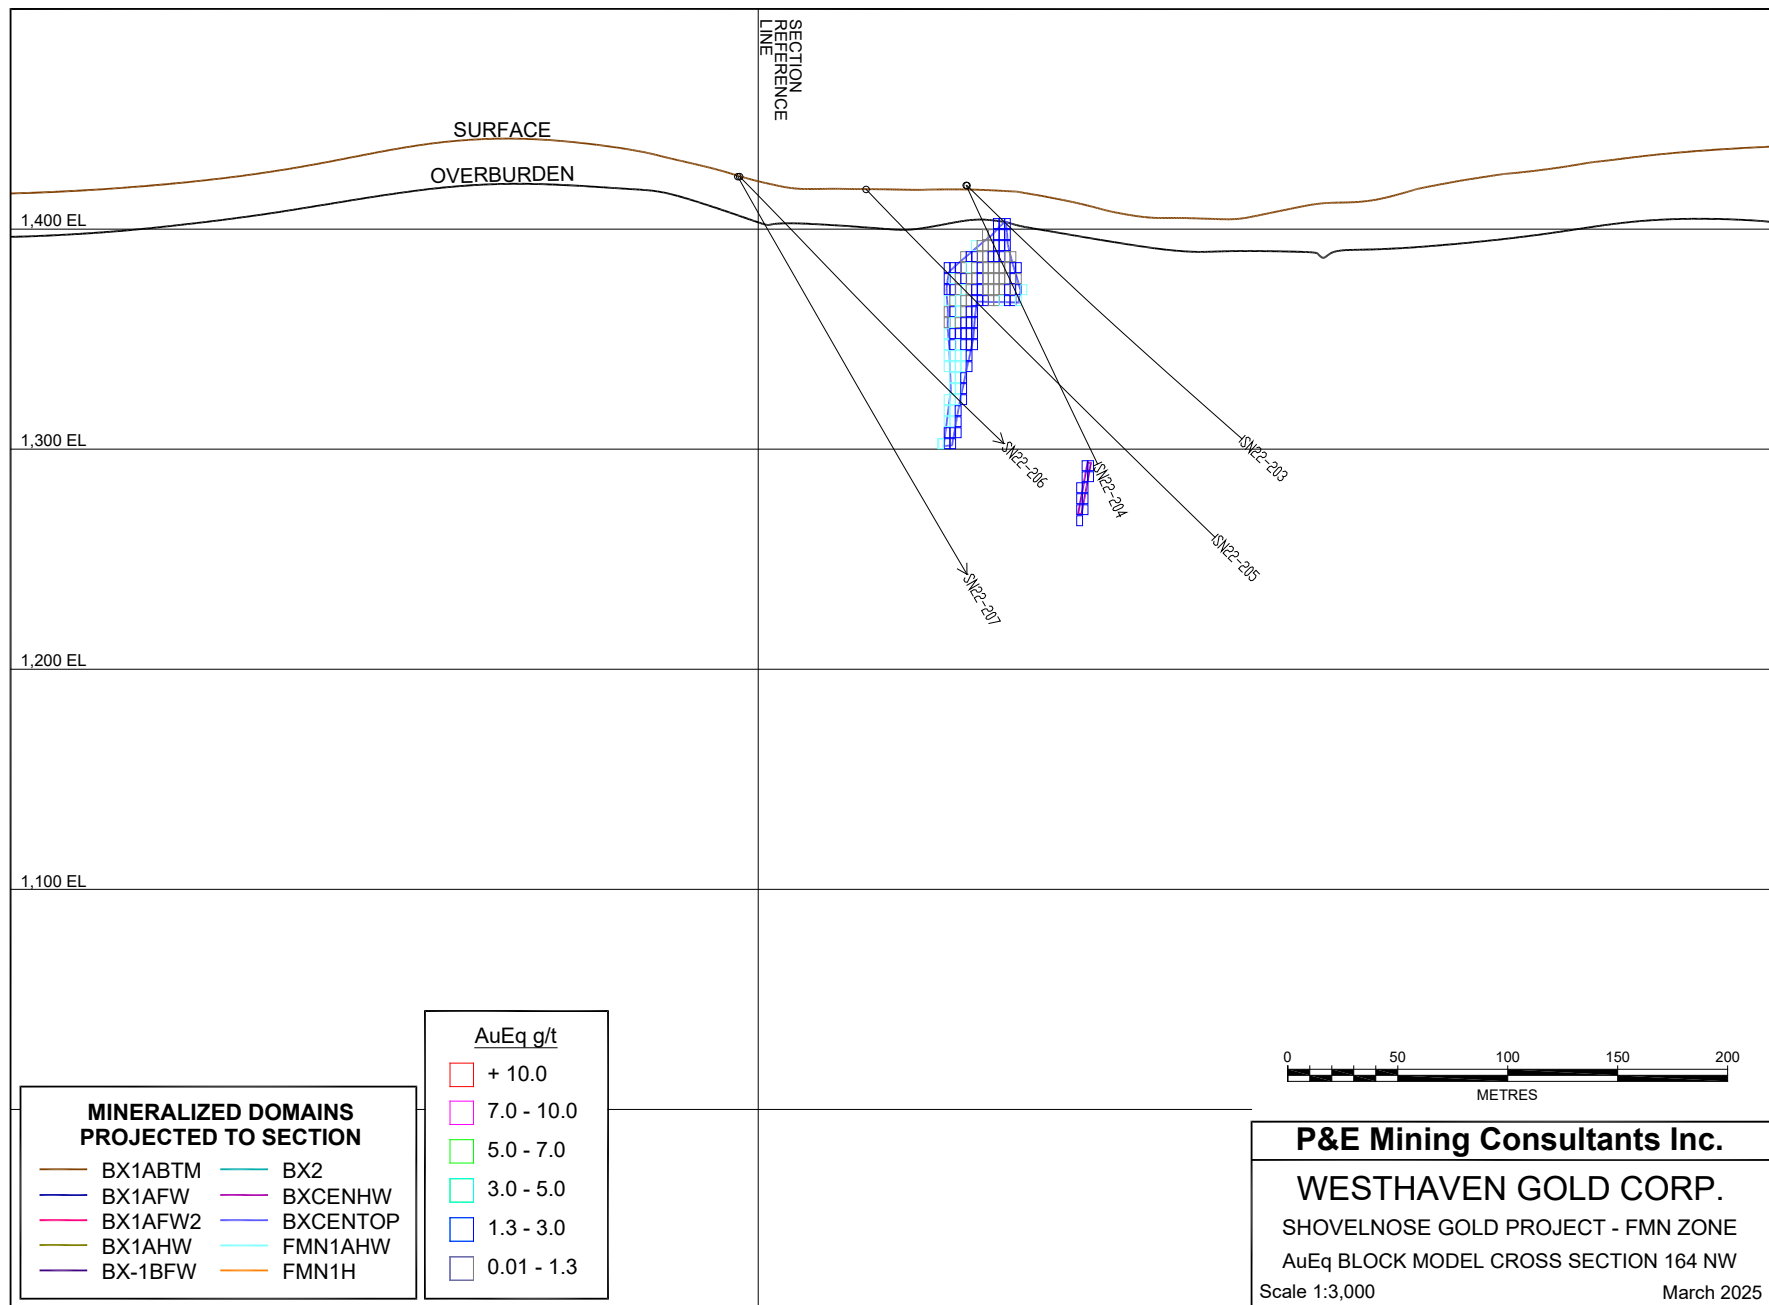 SECTION
REFERENCE
LINE
SURFACE
OVERBURDEN
1,400 EL
1,300 EL
1,200 EL
1,100 EL
SN22-203
SN22-206
SN22-204
SN22-205
SN22-207
AuEq g/t
+ 10.0
7.0 - 10.0
5.0 - 7.0
3.0 - 5.0
1.3 - 3.0
0.01 - 1.3
MINERALIZED DOMAINS
PROJECTED TO SECTION
BX1ABTM
BX1AFW
BX1AFW2
BX1AHW
BX-1BFW
BX2
BXCENHW
BXCENTOP
FMN1AHW
FMN1H
0 50 100 150 200
METRES
P&E Mining Consultants Inc.
WESTHAVEN GOLD CORP.
SHOVELNOSE GOLD PROJECT - FMN ZONE
AuEq BLOCK MODEL CROSS SECTION 164 NW
Scale 1:3,000 March 2025